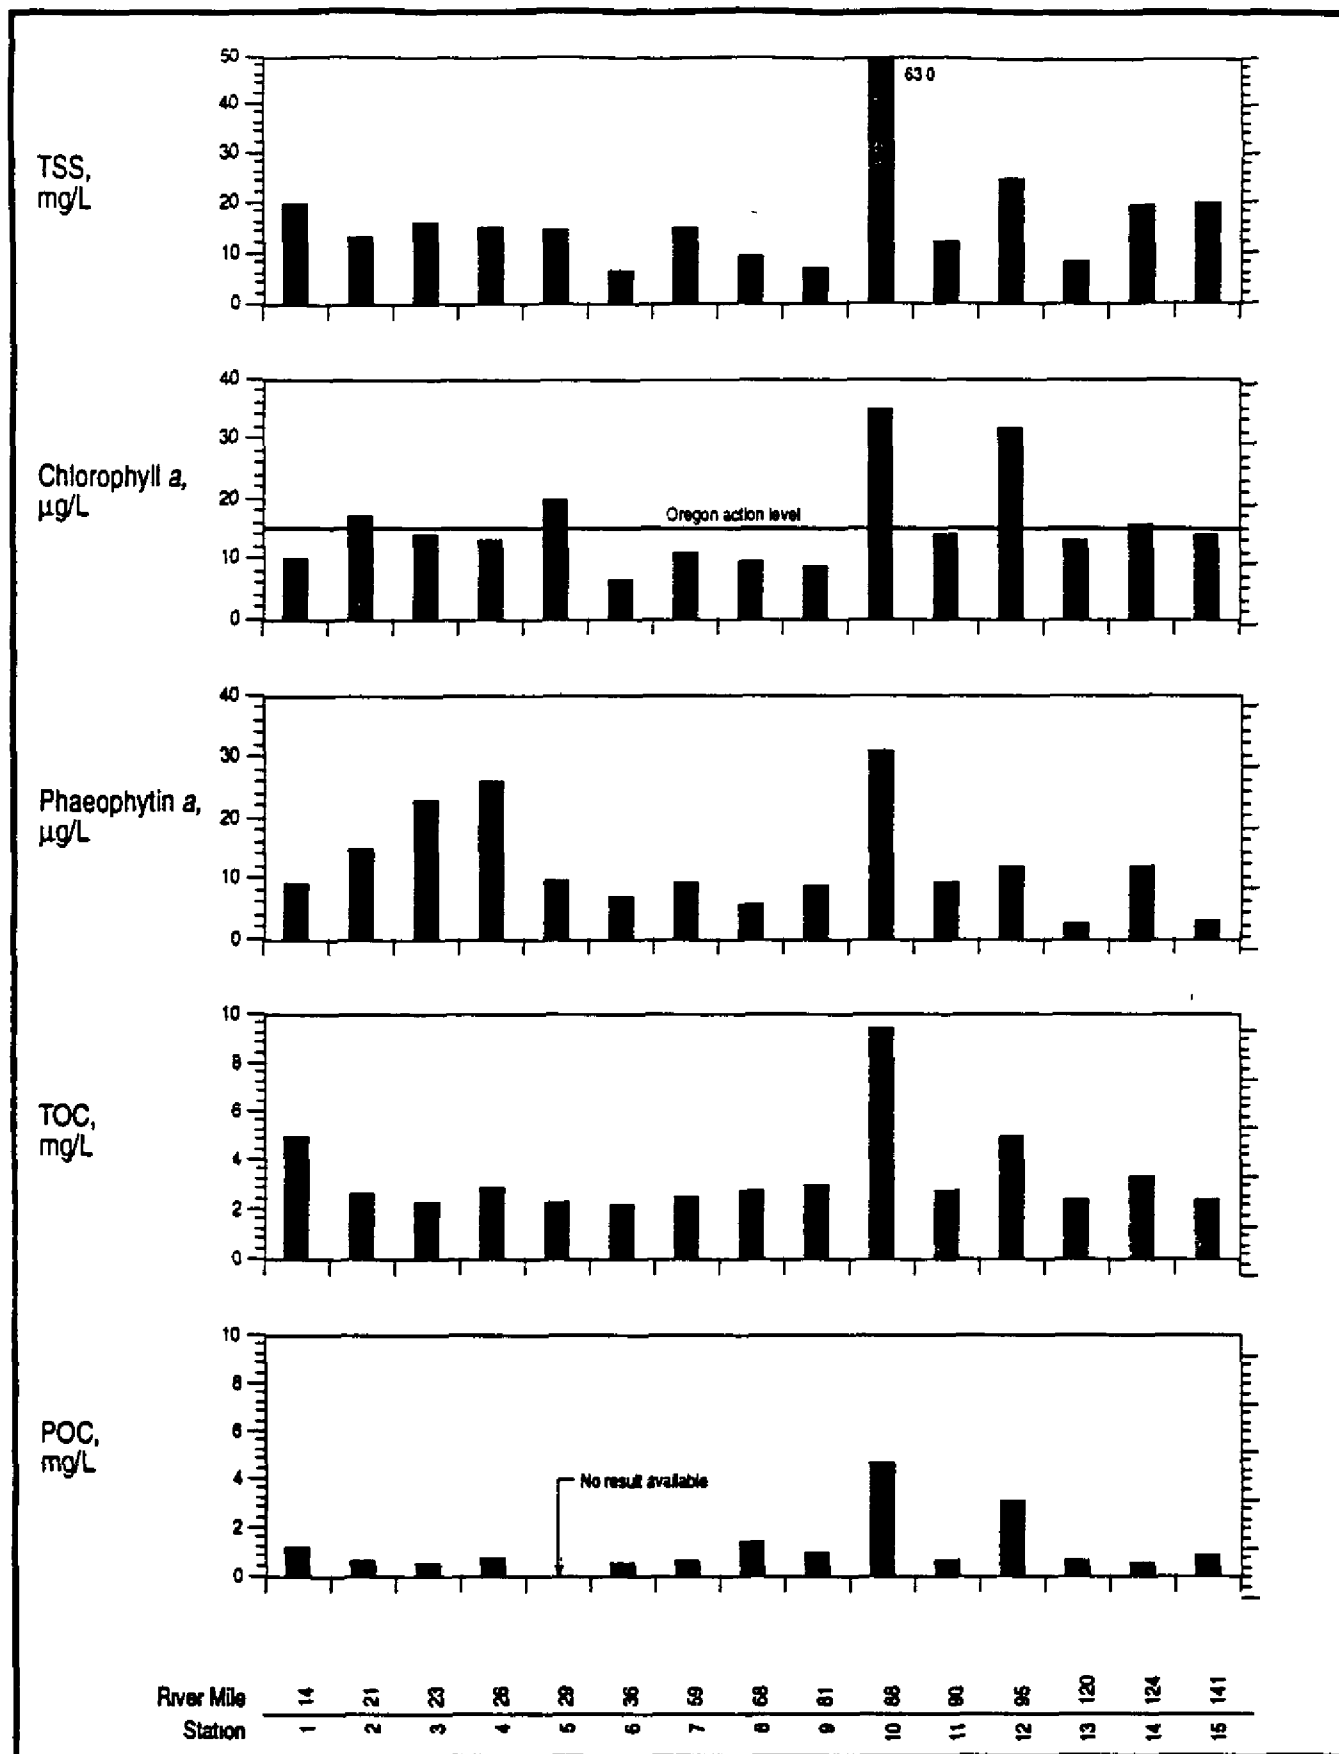 50
40
30
20
10
0
TSS,
mg/L
63 0
40
30
20
10
0
Chlorophyll a,
µg/L
Oregon action level
40
30
20
10
0
Phaeophytin a,
µg/L
10
8
6
4
2
0
TOC,
mg/L
10
8
6
4
2
0
POC,
mg/L
No result available
River Mile 14 21 23 26 29 36 59 68 81 88 90 95 120 124 141
Station 1 2 3 4 5 6 7 8 9 10 11 12 13 14 15